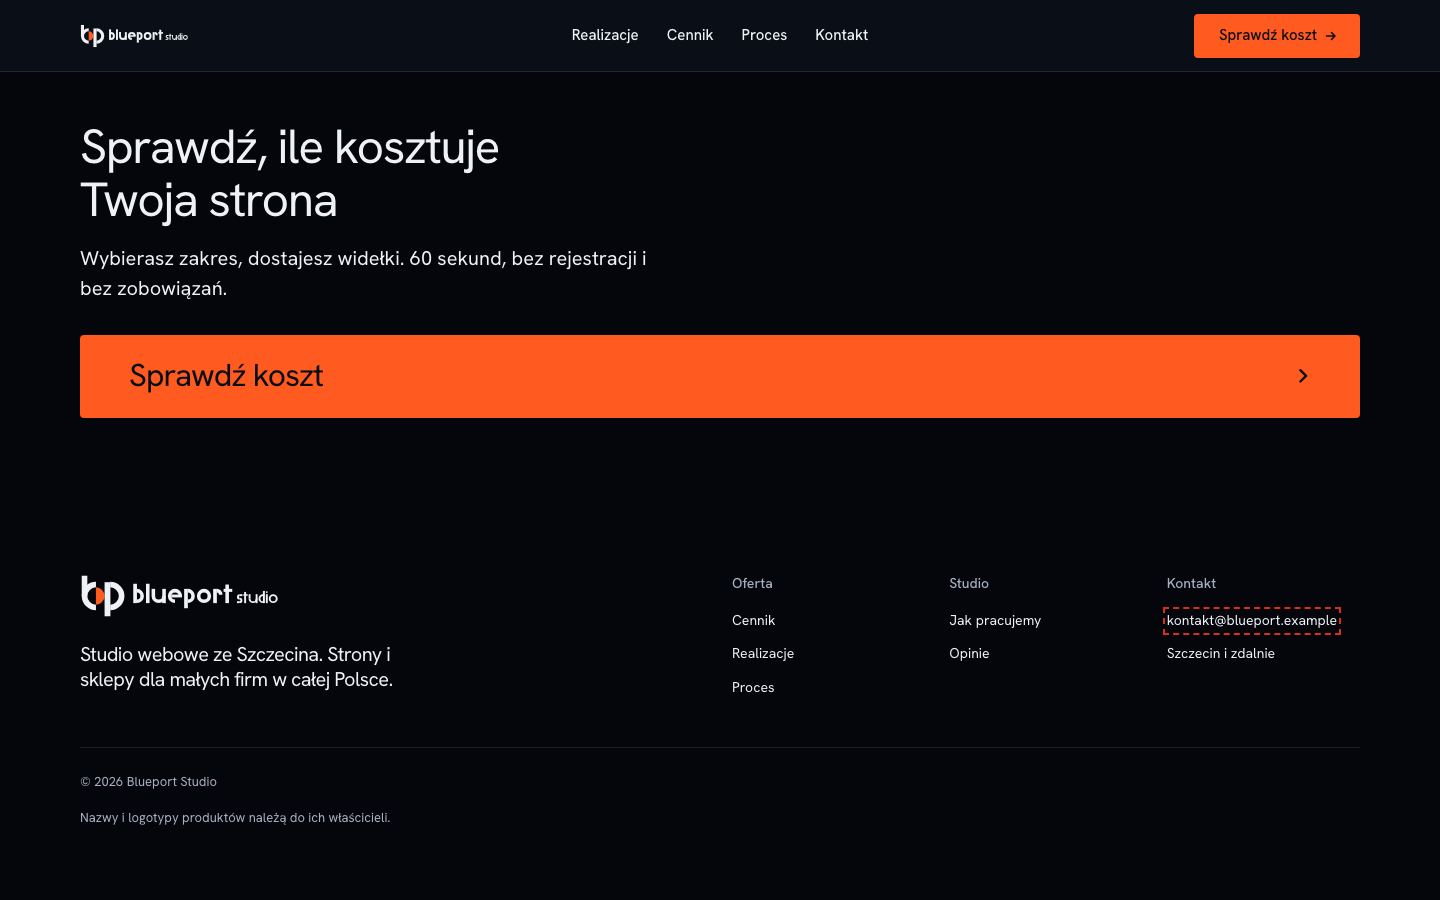 blueport studio
Realizacje
Cennik
Proces
Kontakt
Sprawdź koszt →
Sprawdź, ile kosztuje
Twoja strona
Wybierasz zakres, dostajesz widełki. 60 sekund, bez rejestracji i
bez zobowiązań.
Sprawdź koszt
blueport studio
Studio webowe ze Szczecina. Strony i
sklepy dla małych firm w całej Polsce.
Oferta
Cennik
Realizacje
Proces
Studio
Jak pracujemy
Opinie
Kontakt
kontakt@blueport.example
Szczecin i zdalnie
© 2026 Blueport Studio
Nazwy i logotypy produktów należą do ich właścicieli.